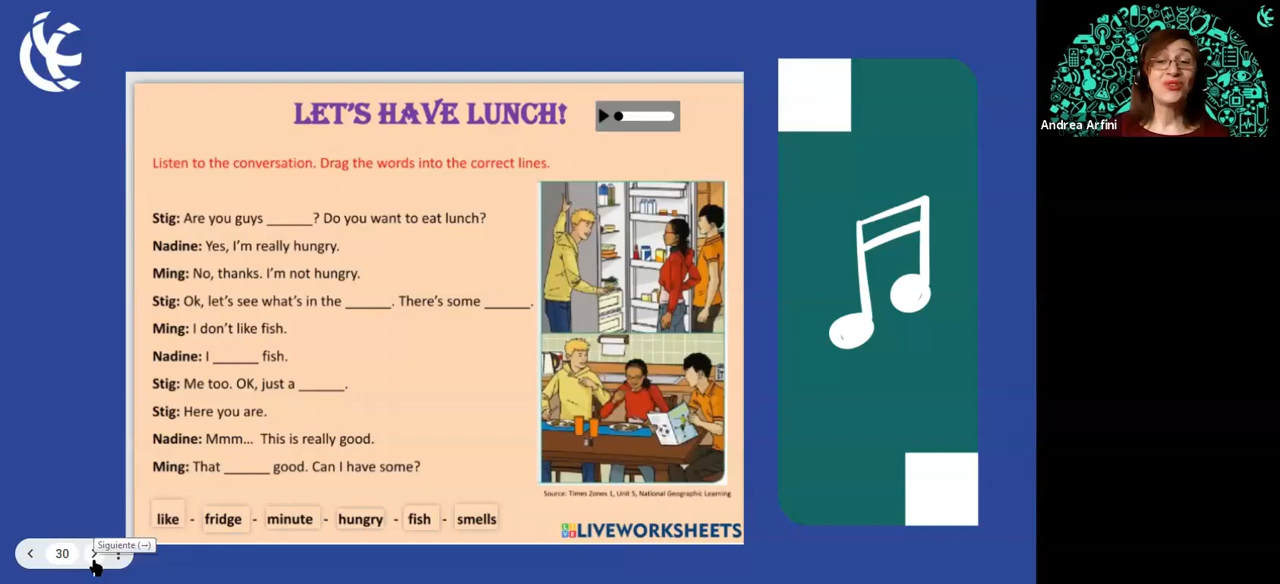 LET'S HAVE LUNCH!
Listen to the conversation. Drag the words into the correct lines.
Stig: Are you guys ______? Do you want to eat lunch?
Nadine: Yes, I'm really hungry.
Ming: No, thanks. I'm not hungry.
Stig: Ok, let's see what's in the ______. There's some ______.
Ming: I don't like fish.
Nadine: I ______ fish.
Stig: Me too. OK, just a ______.
Stig: Here you are.
Nadine: Mmm... This is really good.
Ming: That ______ good. Can I have some?
Source: Times Zones 1, Unit 5, National Geographic Learning
like - fridge - minute - hungry - fish - smells
LIVEWORKSHEETS
Siguiente (→)
30
Andrea Arfini